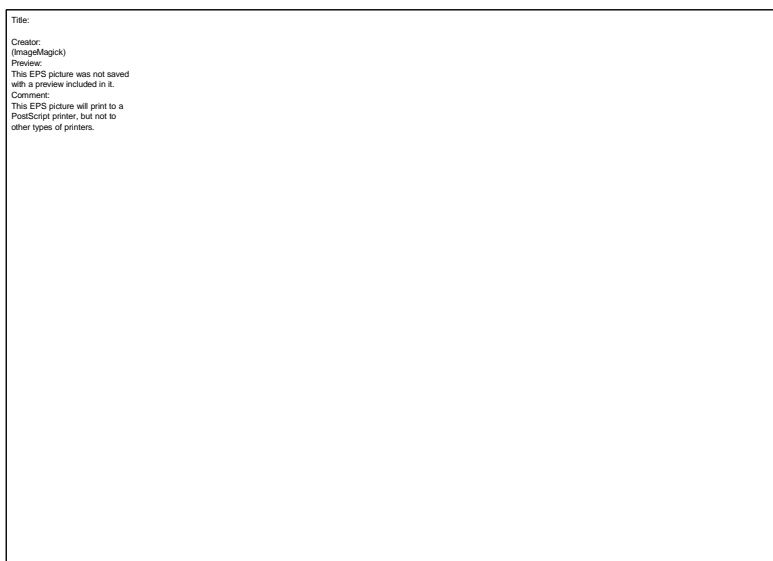 Title:
Creator:
(ImageMagick)
Preview:
This EPS picture was not saved
with a preview included in it.
Comment:
This EPS picture will print to a
PostScript printer, but not to
other types of printers.